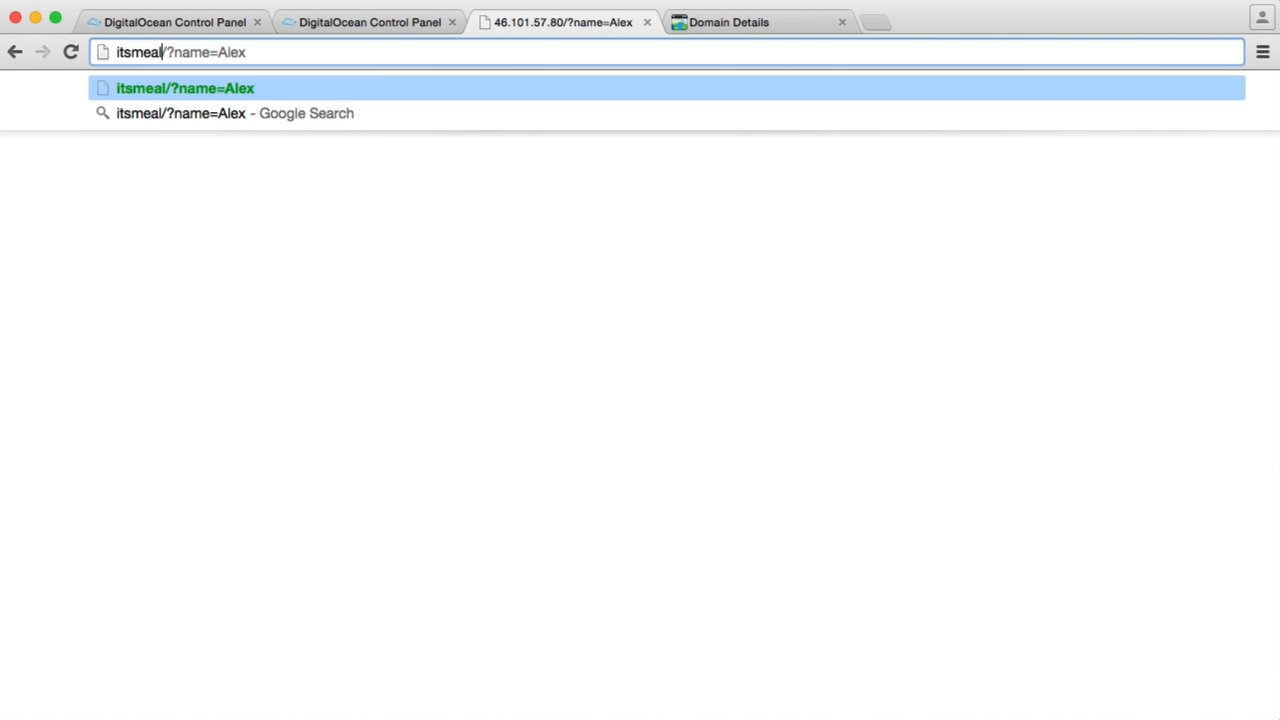 DigitalOcean Control Panel
DigitalOcean Control Panel
46.101.57.80/?name=Alex
Domain Details
itsmeal/?name=Alex
itsmeal/?name=Alex
itsmeal/?name=Alex - Google Search